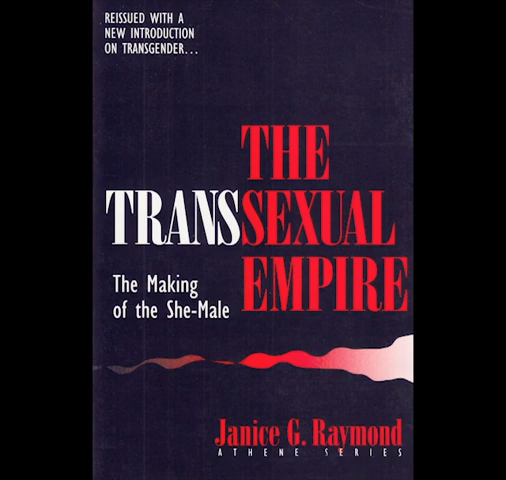 REISSUED WITH A
NEW INTRODUCTION
ON TRANSGENDER...
THE
TRANSSEXUAL
EMPIRE
The Making
of the She-Male
Janice G. Raymond
ATHENE SERIES